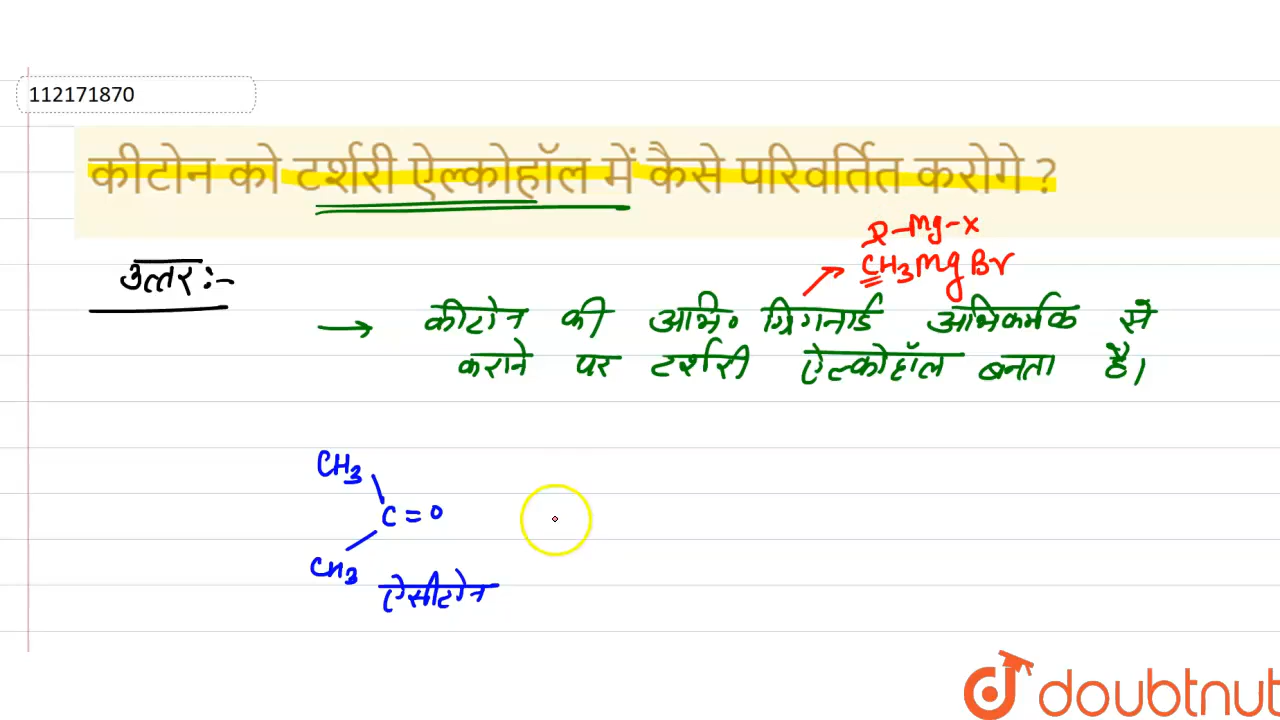 112171870
कीटोन को टर्शरी ऐल्कोहॉल में कैसे परिवर्तित करोगे ?
R-Mg-X
उत्तर:-
CH3MgBr
→ कीटोन की अभि० ग्रिगनार्ड अभिकर्मक से
कराने पर टर्शरी ऐल्कोहॉल बनता है।
CH3
C=O
CH3
ऐसीटोन
doubtnut